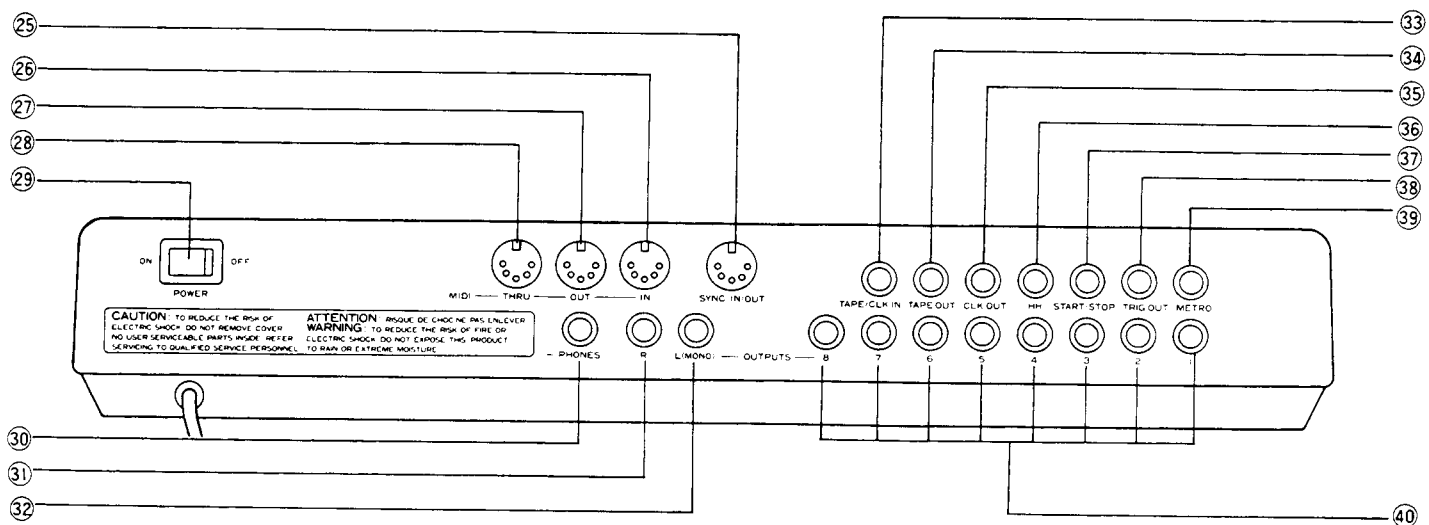 25
26
27
28
29
33
34
35
36
37
38
39
ON OFF
POWER
MIDI THRU OUT IN SYNC IN/OUT
TAPE/CLK IN TAPE OUT CLK OUT HH START·STOP TRIG OUT METRO
CAUTION: TO REDUCE THE RISK OF
ELECTRIC SHOCK DO NOT REMOVE COVER
NO USER SERVICEABLE PARTS INSIDE REFER
SERVICING TO QUALIFIED SERVICE PERSONNEL
ATTENTION: RISQUE DE CHOC NE PAS ENLEVER
WARNING: TO REDUCE THE RISK OF FIRE OR
ELECTRIC SHOCK DO NOT EXPOSE THIS PRODUCT
TO RAIN OR EXTREME MOISTURE
PHONES R L(MONO) OUTPUTS 8 7 6 5 4 3 2 1
30
31
32
40